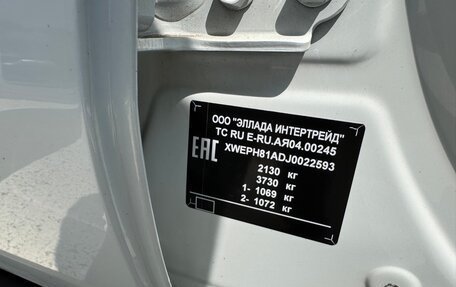 ООО "ЭЛЛАДА ИНТЕРТРЕЙД"
ТС RU E-RU.АЯ04.00245
XWEPH81ADJ0022593
EAC
2130 кг
3730 кг
1- 1069 кг
2- 1072 кг